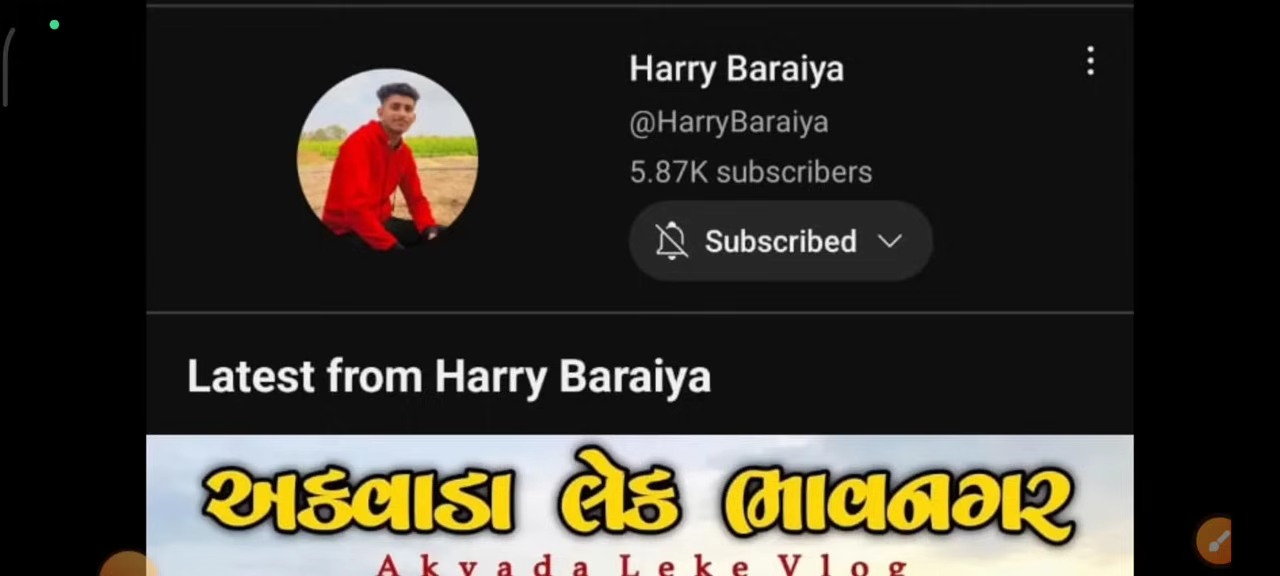 Harry Baraiya
@HarryBaraiya
5.87K subscribers
Subscribed
Latest from Harry Baraiya
અકવાડા લેક ભાવનગર
Akvada Leke Vlog